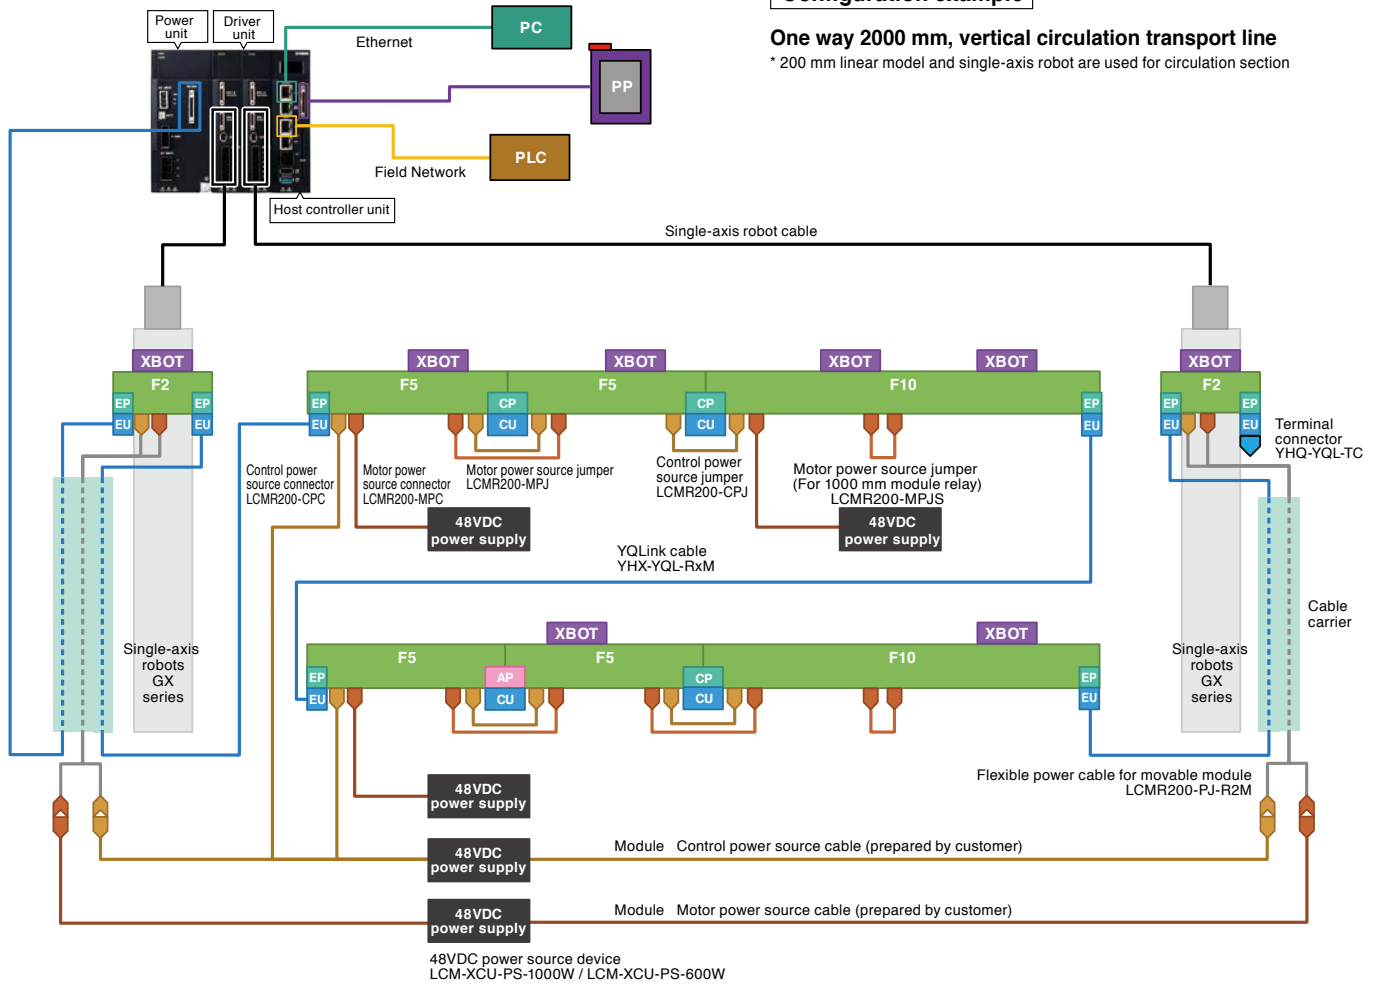 Configuration example
One way 2000 mm, vertical circulation transport line
* 200 mm linear model and single-axis robot are used for circulation section
Power
unit
Driver
unit
Ethernet
PC
PP
PLC
Field Network
Host controller unit
Single-axis robot cable
XBOT
F2
EP
EP
EU
EU
XBOT
XBOT
XBOT
XBOT
F5
F5
F10
EP
CP
CP
EP
EU
CU
CU
EU
XBOT
F2
EP
EP
EU
EU
Terminal
connector
YHQ-YQL-TC
Control power
source connector
LCMR200-CPC
Motor power
source connector
LCMR200-MPC
Motor power source jumper
LCMR200-MPJ
Control power
source jumper
LCMR200-CPJ
Motor power source jumper
(For 1000 mm module relay)
LCMR200-MPJS
48VDC
power supply
48VDC
power supply
YQLink cable
YHX-YQL-RxM
Cable
carrier
XBOT
XBOT
F5
F5
F10
EP
AP
CP
EP
EU
CU
CU
EU
Single-axis
robots
GX
series
Single-axis
robots
GX
series
Flexible power cable for movable module
LCMR200-PJ-R2M
48VDC
power supply
48VDC
power supply
Module Control power source cable (prepared by customer)
48VDC
power supply
Module Motor power source cable (prepared by customer)
48VDC power source device
LCM-XCU-PS-1000W / LCM-XCU-PS-600W